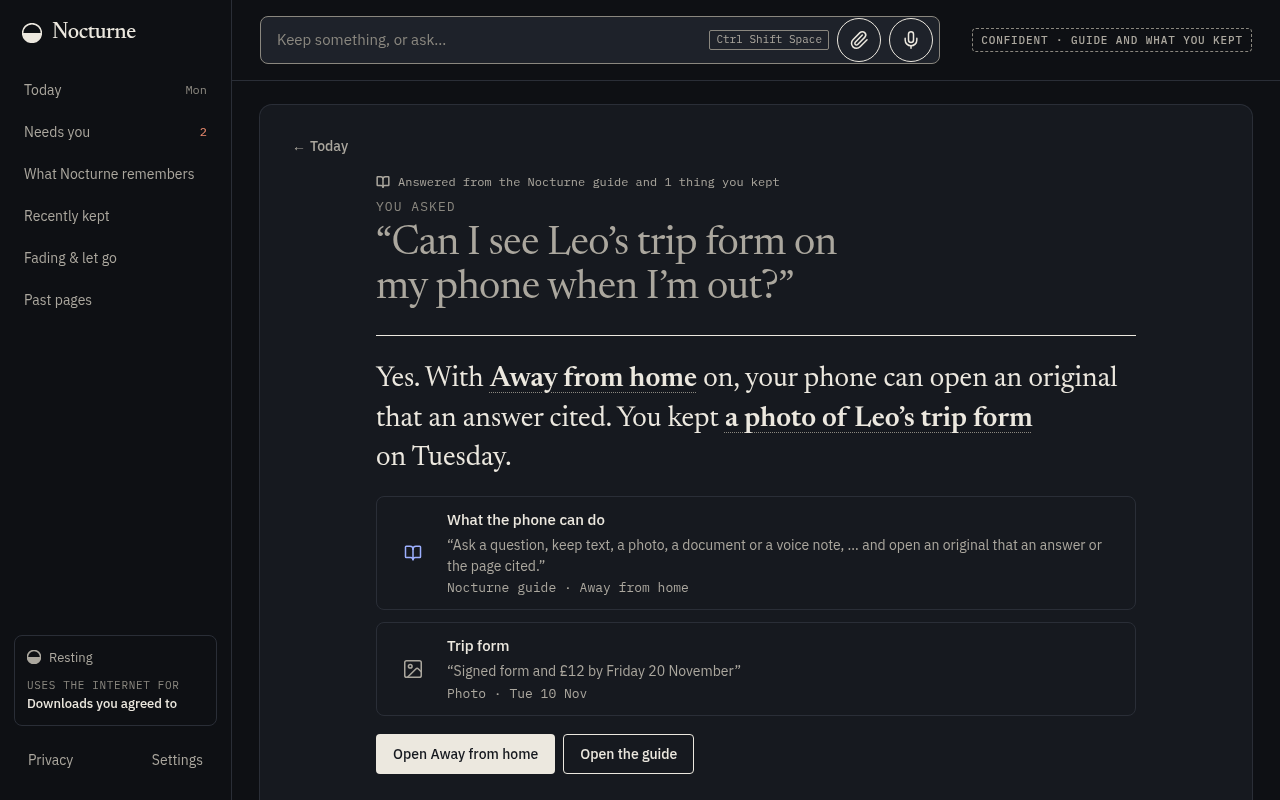 Nocturne
Today
Mon
Needs you
2
What Nocturne remembers
Recently kept
Fading & let go
Past pages
Resting
USES THE INTERNET FOR
Downloads you agreed to
Privacy
Settings
Keep something, or ask…
Ctrl Shift Space
CONFIDENT · GUIDE AND WHAT YOU KEPT
← Today
Answered from the Nocturne guide and 1 thing you kept
YOU ASKED
“Can I see Leo’s trip form on
my phone when I’m out?”
Yes. With Away from home on, your phone can open an original
that an answer cited. You kept a photo of Leo’s trip form
on Tuesday.
What the phone can do
“Ask a question, keep text, a photo, a document or a voice note, … and open an original that an answer or
the page cited.”
Nocturne guide · Away from home
Trip form
“Signed form and £12 by Friday 20 November”
Photo · Tue 10 Nov
Open Away from home
Open the guide